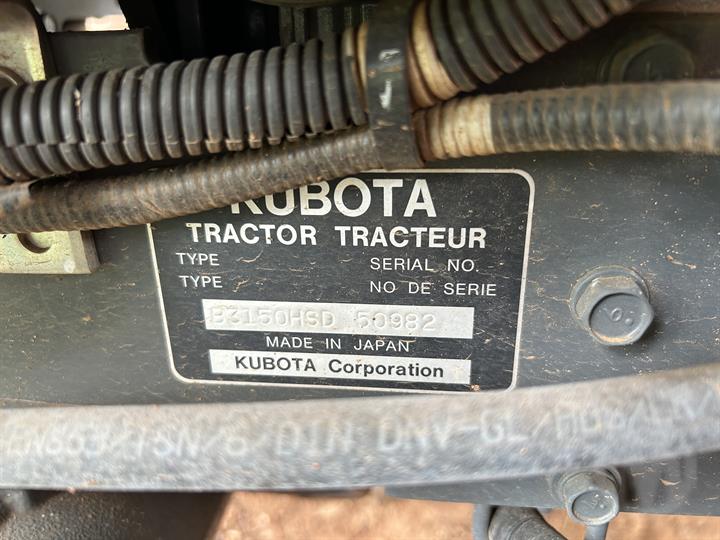 KUBOTA
TRACTOR TRACTEUR
TYPE SERIAL NO.
TYPE NO DE SERIE
B3150HSD 50982
MADE IN JAPAN
KUBOTA Corporation
/DIN DNV-GL/